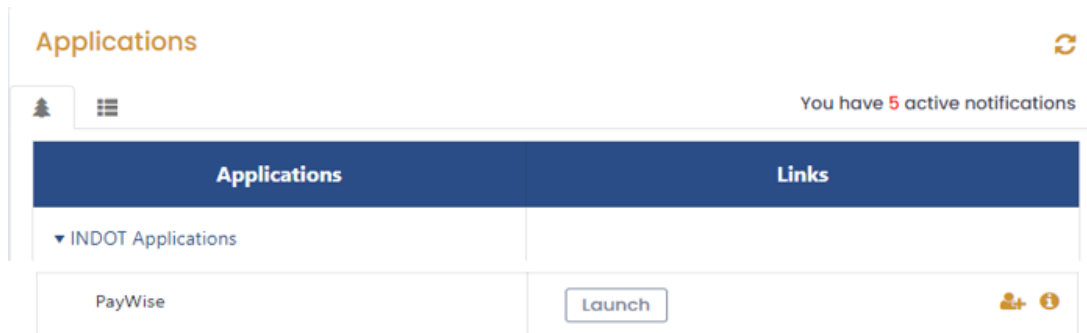 Applications
You have 5 active notifications
Applications Links
INDOT Applications
PayWise Launch